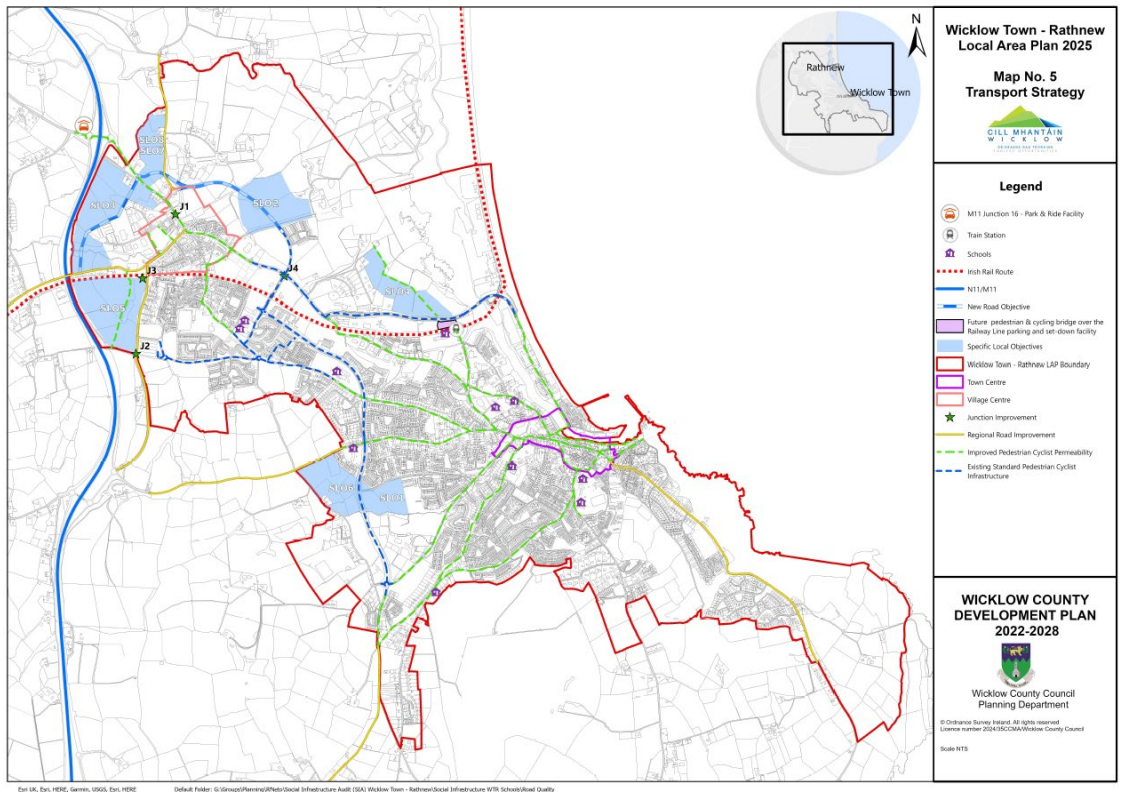 Wicklow Town - Rathnew
Local Area Plan 2025
Map No. 5
Transport Strategy
CILL MHANTÁIN
WICKLOW
N
Rathnew
Wicklow Town
SLO2
J1
J4
J3
J2
SLO6
SLO1
Legend
M11 Junction 16 - Park & Ride Facility
Train Station
Schools
Irish Rail Route
N11/M11
New Road Objective
Future pedestrian & cycling bridge over the
Railway Line parking and set-down facility
Specific Local Objectives
Wicklow Town - Rathnew LAP Boundary
Town Centre
Village Centre
Junction Improvement
Regional Road Improvement
Improved Pedestrian Cyclist Permeability
Existing Standard Pedestrian Cyclist
Infrastructure
WICKLOW COUNTY
DEVELOPMENT PLAN
2022-2028
Wicklow County Council
Planning Department
© Ordnance Survey Ireland. All rights reserved
Licence number 2024/35CCMA/Wicklow County Council
Scale NTS
Esri UK, Esri, HERE, Garmin, USGS, Esri, HERE